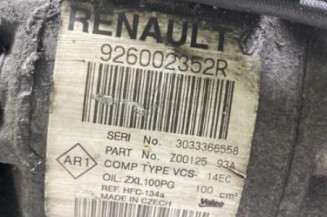 RENAULT
926002352R
SERI No. 3033366558
PART No. Z00125 93A
COMP TYPE VCS- 14EC
OIL: ZXL100PG 100 cm³
REF. HFC-134a
MADE IN CZECH
AR1
Valeo